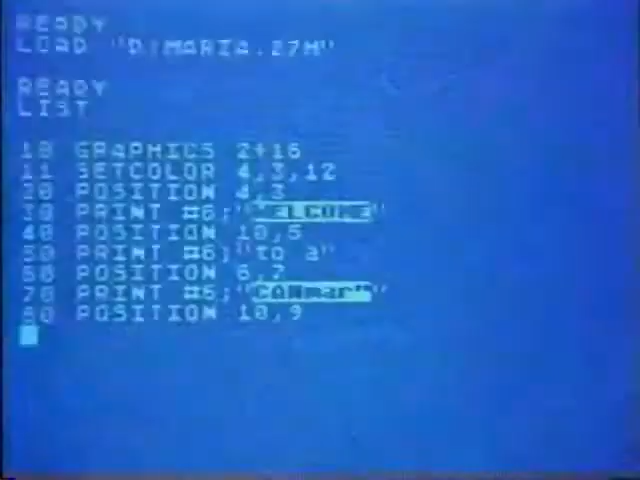 READY
LOAD "D:MARIA.27M"
READY
LIST
10 GRAPHICS 2+16
11 SETCOLOR 4,3,12
20 POSITION 4,3
30 PRINT #6;"WELCOME"
40 POSITION 10,5
50 PRINT #6;"to a"
60 POSITION 6,7
70 PRINT #6;"CANmar""
80 POSITION 10,9